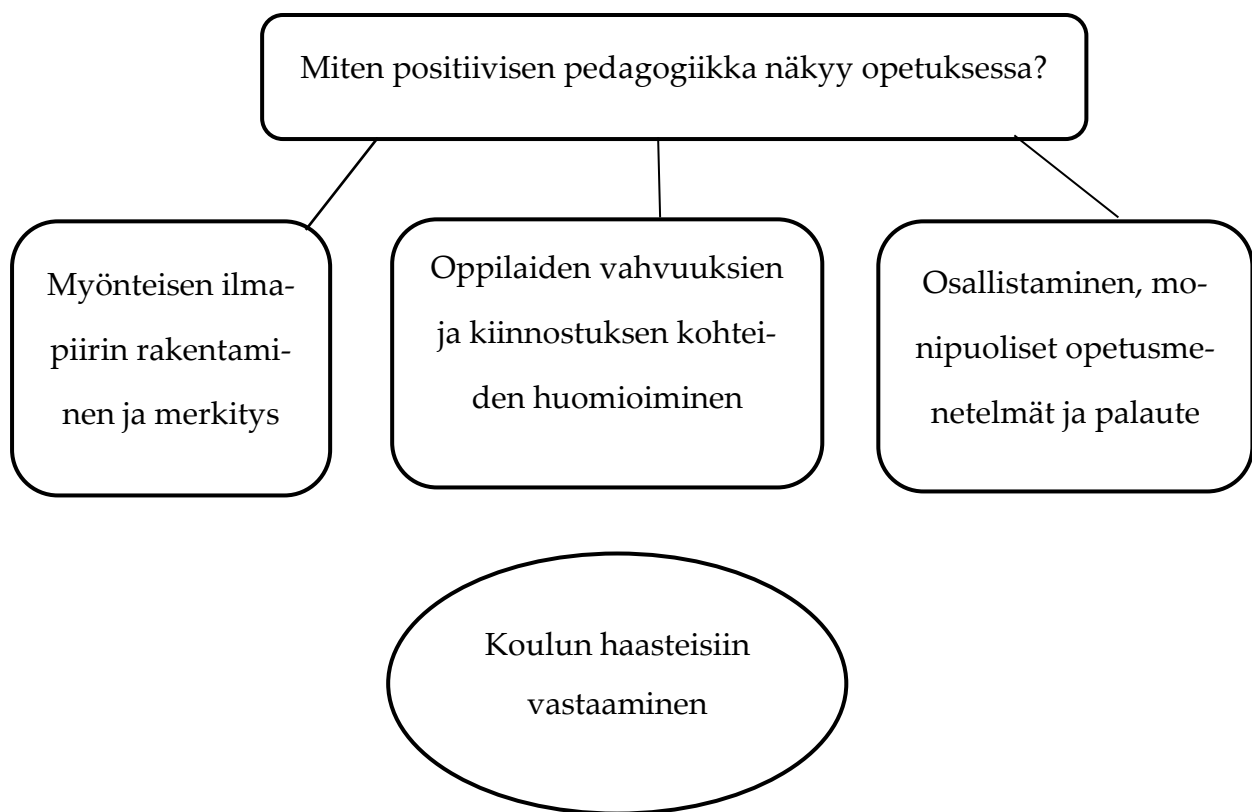 Miten positiivisen pedagogiikka näkyy opetuksessa?
Myönteisen ilma-
piirin rakentami-
nen ja merkitys
Oppilaiden vahvuuksien
ja kiinnostuksen kohtei-
den huomioiminen
Osallistaminen, mo-
nipuoliset opetusme-
netelmät ja palaute
Koulun haasteisiin
vastaaminen